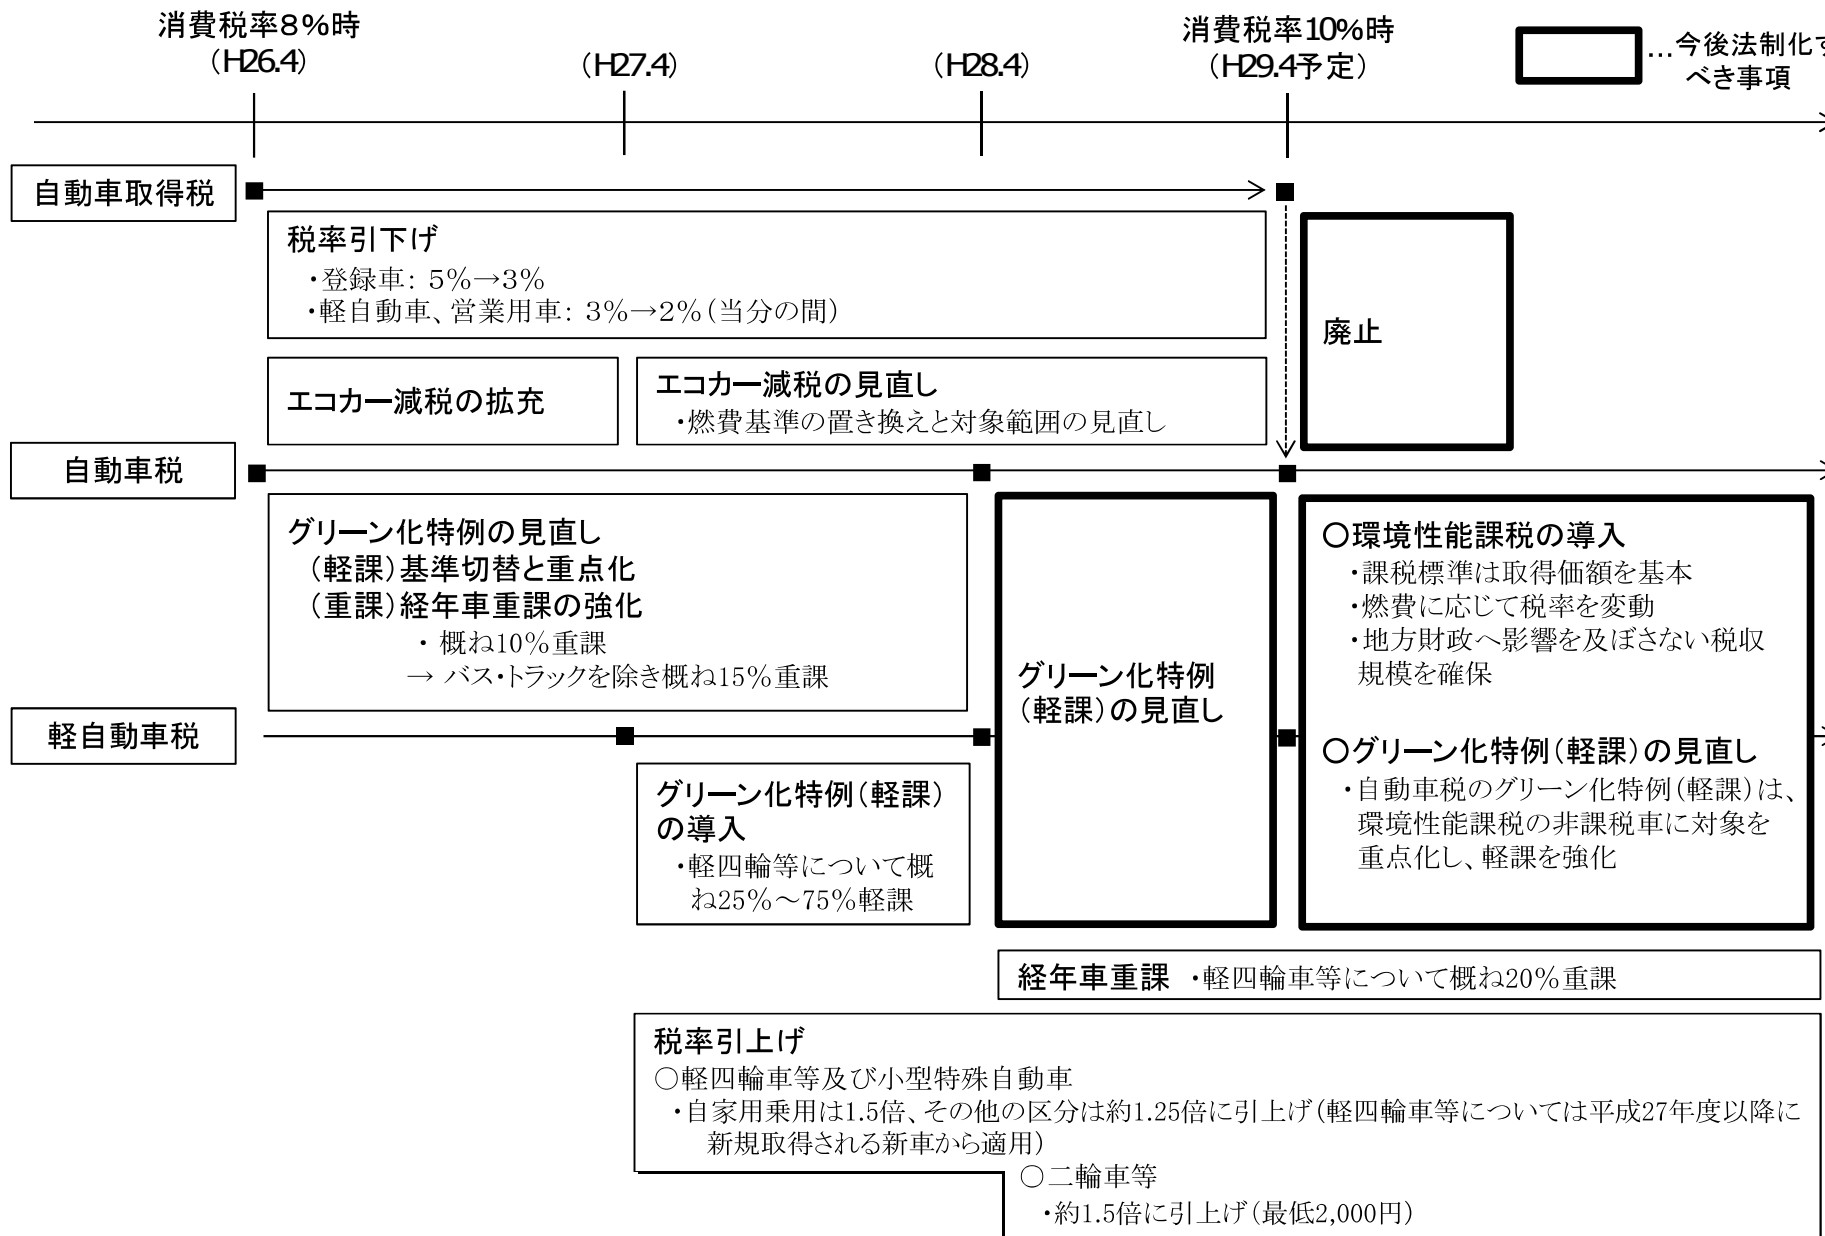 消費税率8%時
(H26.4)
(H27.4)
(H28.4)
消費税率10%時
(H29.4予定)
…今後法制化す
べき事項
自動車取得税
税率引下げ
・登録車: 5%→3%
・軽自動車、営業用車: 3%→2%(当分の間)
廃止
エコカー減税の拡充
エコカー減税の見直し
・燃費基準の置き換えと対象範囲の見直し
自動車税
グリーン化特例の見直し
(軽課)基準切替と重点化
(重課)経年車重課の強化
・ 概ね10%重課
→ バス・トラックを除き概ね15%重課
グリーン化特例
(軽課)の見直し
〇環境性能課税の導入
・課税標準は取得価額を基本
・燃費に応じて税率を変動
・地方財政へ影響を及ぼさない税収
規模を確保
〇グリーン化特例(軽課)の見直し
・自動車税のグリーン化特例(軽課)は、
環境性能課税の非課税車に対象を
重点化し、軽課を強化
軽自動車税
グリーン化特例(軽課)
の導入
・軽四輪等について概
ね25%~75%軽課
経年車重課 ・軽四輪車等について概ね20%重課
税率引上げ
○軽四輪車等及び小型特殊自動車
・自家用乗用は1.5倍、その他の区分は約1.25倍に引上げ(軽四輪車等については平成27年度以降に
新規取得される新車から適用)
○二輪車等
・約1.5倍に引上げ(最低2,000円)